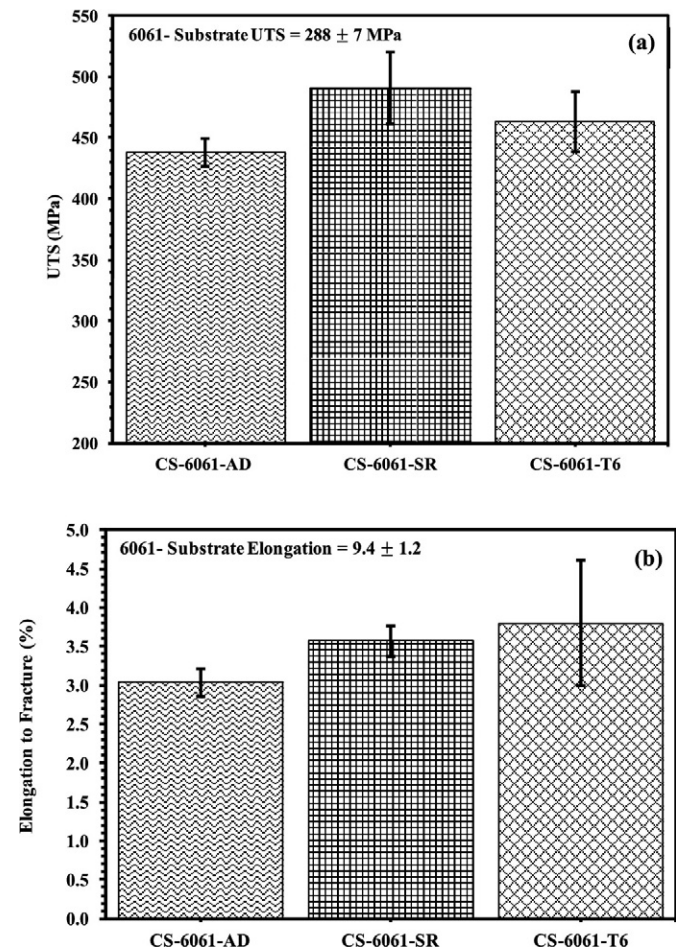 6061- Substrate UTS = 288 ± 7 MPa
(a)
550
500
450
400
350
300
250
200
UTS (MPa)
CS-6061-AD CS-6061-SR CS-6061-T6
6061- Substrate Elongation = 9.4 ± 1.2
(b)
5.0
4.5
4.0
3.5
3.0
2.5
2.0
1.5
1.0
0.5
0.0
Elongation to Fracture (%)
CS-6061-AD CS-6061-SR CS-6061-T6